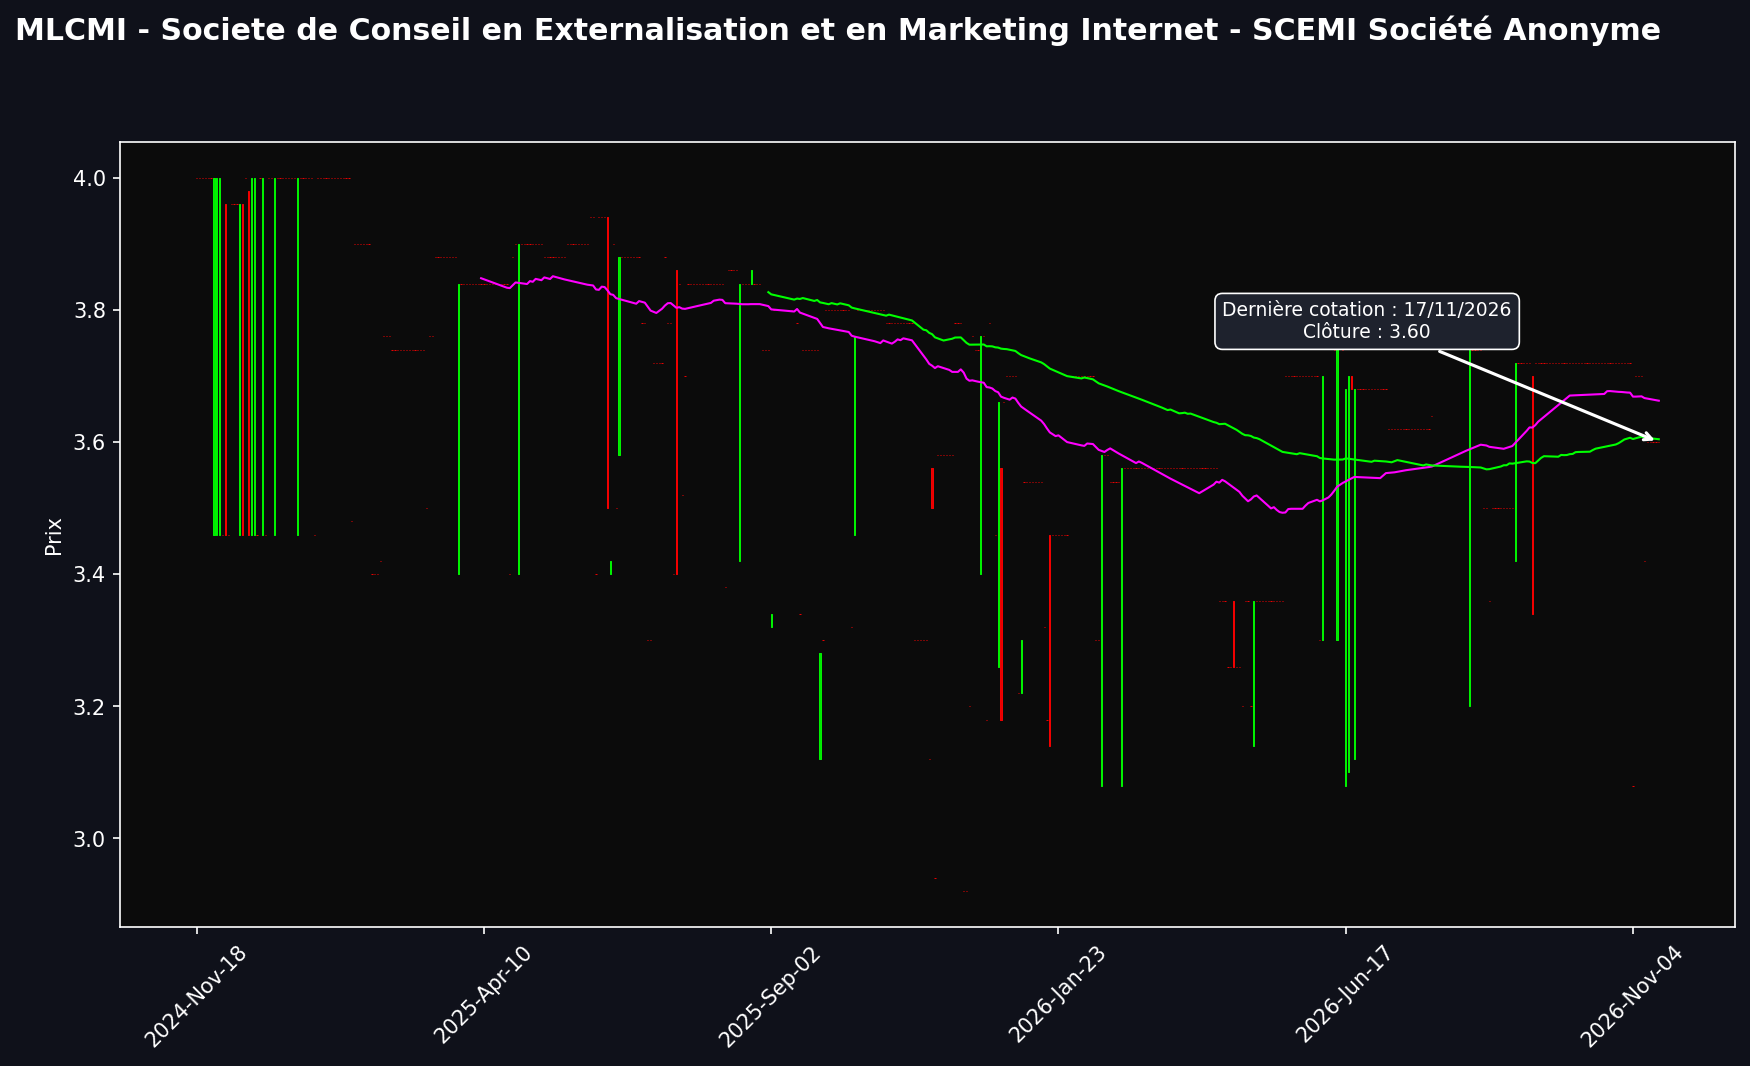 MLCMI - Societe de Conseil en Externalisation et en Marketing Internet - SCEMI Société Anonyme
Dernière cotation : 17/11/2026
Clôture : 3.60
Prix
4.0
3.8
3.6
3.4
3.2
3.0
2024-Nov-18
2025-Apr-10
2025-Sep-02
2026-Jan-23
2026-Jun-17
2026-Nov-04